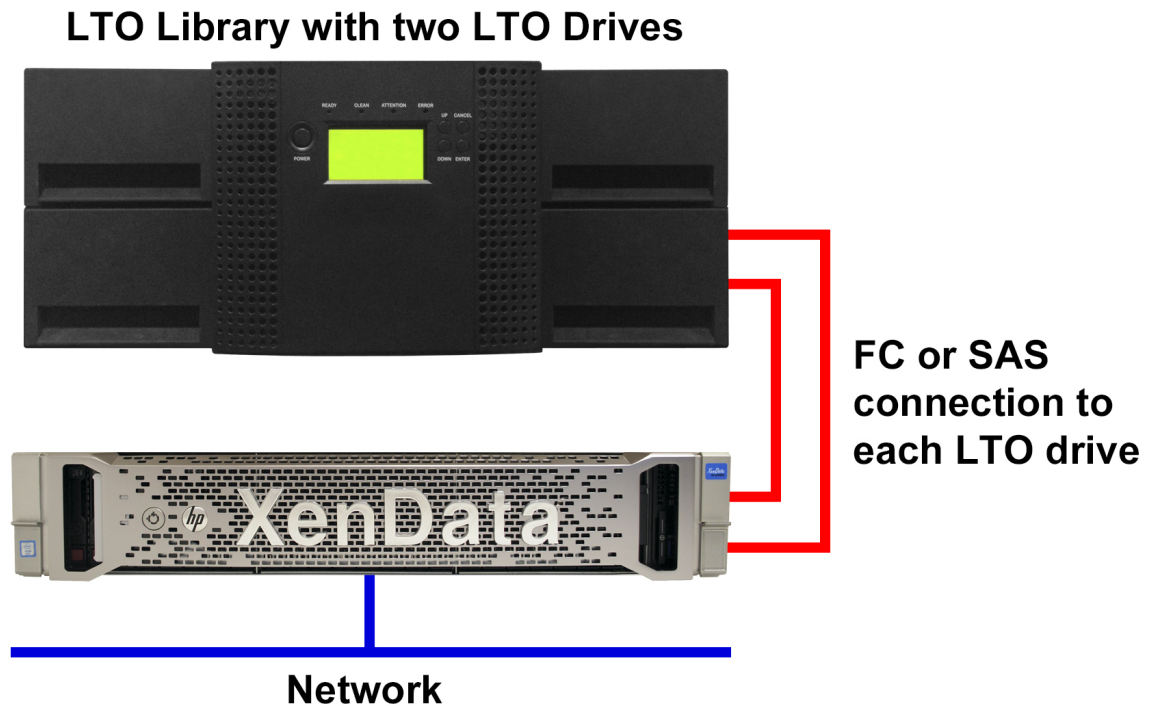 LTO Library with two LTO Drives
READY CLEAN ATTENTION ERROR
UP CANCEL
POWER
DOWN ENTER
FC or SAS
connection to
each LTO drive
XenData
hp
XenData
Network